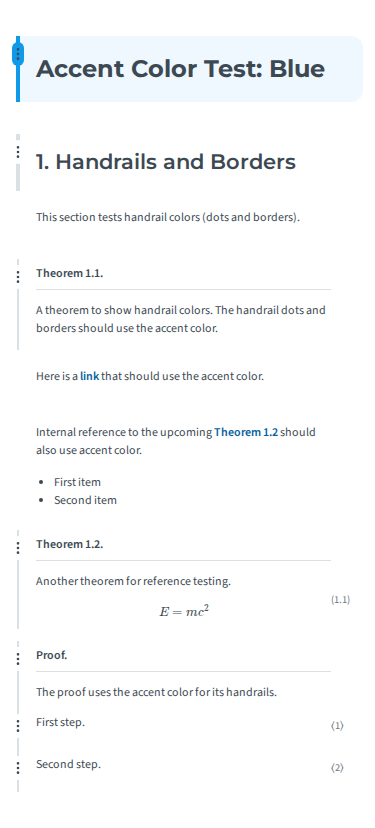 Accent Color Test: Blue
1. Handrails and Borders
This section tests handrail colors (dots and borders).
Theorem 1.1.
A theorem to show handrail colors. The handrail dots and
borders should use the accent color.
Here is a link that should use the accent color.
Internal reference to the upcoming Theorem 1.2 should
also use accent color.
• First item
• Second item
Theorem 1.2.
Another theorem for reference testing.
E = mc² (1.1)
Proof.
The proof uses the accent color for its handrails.
First step. (1)
Second step. (2)